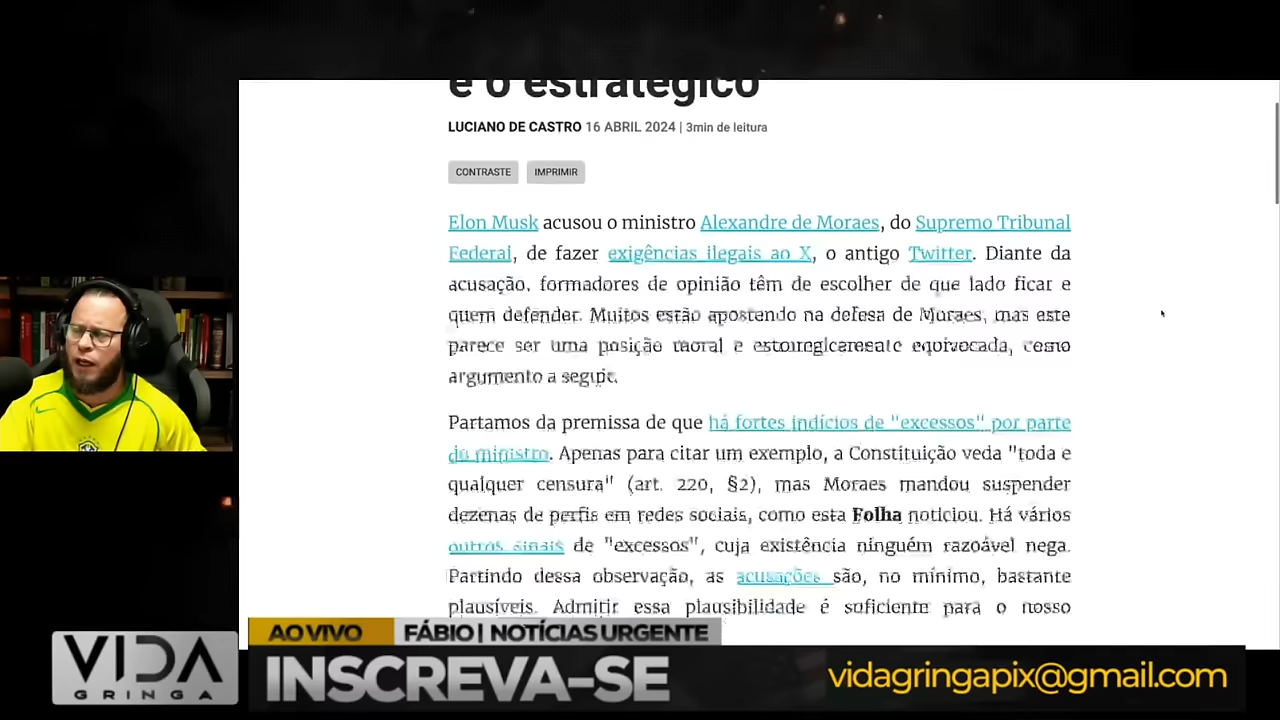 e o estratégico
LUCIANO DE CASTRO 16 ABRIL 2024 | 3min de leitura
CONTRASTE IMPRIMIR
Elon Musk acusou o ministro Alexandre de Moraes, do Supremo Tribunal
Federal, de fazer exigências ilegais ao X, o antigo Twitter. Diante da
acusação, formadores de opinião têm de escolher de que lado ficar e
quem defender. Muitos estão apostando na defesa de Moraes, mas este
parece ser uma posição moral e estrategicamente equivocada, como
argumento a seguir.
Partamos da premissa de que há fortes indícios de "excessos" por parte
do ministro. Apenas para citar um exemplo, a Constituição veda "toda e
qualquer censura" (art. 220, §2), mas Moraes mandou suspender
dezenas de perfis em redes sociais, como esta Folha noticiou. Há vários
outros sinais de "excessos", cuja existência ninguém razoável nega.
Partindo dessa observação, as acusações são, no mínimo, bastante
plausíveis. Admitir essa plausibilidade é suficiente para o nosso
AO VIVO FÁBIO | NOTÍCIAS URGENTE
VIDA
GRINGA
INSCREVA-SE
vidagringapix@gmail.com